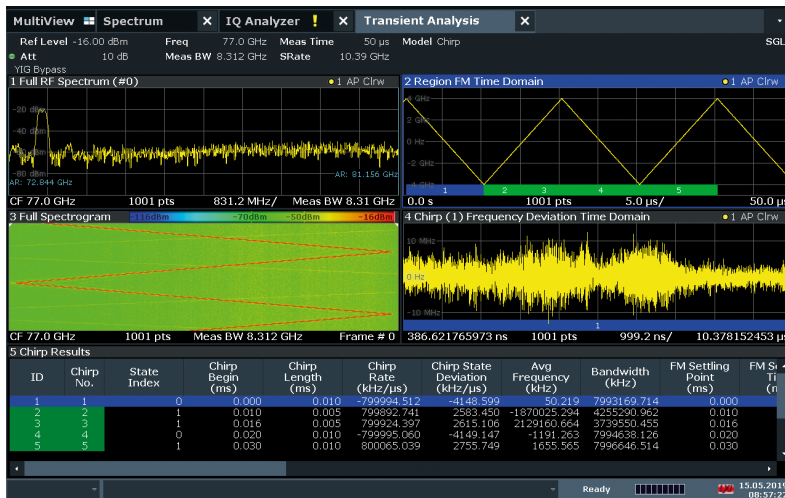 MultiView Spectrum X IQ Analyzer ! X Transient Analysis X
Ref Level -16.00 dBm Freq 77.0 GHz Meas Time 50 µs Model Chirp SGL
Att 10 dB Meas BW 8.312 GHz SRate 10.39 GHz
YIG Bypass
1 Full RF Spectrum (#0) 1 AP Clrw
-20 dBm
-40 dBm
-60 dBm
-80 dBm
AR: 72.844 GHz
AR: 81.156 GHz
CF 77.0 GHz 1001 pts 831.2 MHz/ Meas BW 8.31 GHz
2 Region FM Time Domain 1 AP Clrw
4 GHz
2 GHz
0 Hz
-2 GHz
-4 GHz
1 2 3 4 5
0.0 s 1001 pts 5.0 µs/ 50.0 µs
3 Full Spectrogram -116dBm -70dBm -50dBm -16dBm
CF 77.0 GHz 1001 pts Meas BW 8.312 GHz Frame # 0
4 Chirp (1) Frequency Deviation Time Domain 1 AP Clrw
10 MHz
0 Hz
-10 MHz
1
386.621765973 ns 1001 pts 999.2 ns/ 10.378152453 µs
5 Chirp Results
ID Chirp No. State Index Chirp Begin (ms) Chirp Length (ms) Chirp Rate (kHz/µs) Chirp State Deviation (kHz/µs) Avg Frequency (kHz) Bandwidth (kHz) FM Settling Point (ms)
1 1 0 0.000 0.010 -799994.512 -4148.599 50.219 7993169.714 0.000
2 2 1 0.010 0.005 799892.741 2583.450 -1870025.294 4255290.962 0.010
3 3 1 0.016 0.005 799924.397 2615.106 2129160.664 3739550.455 0.016
4 4 0 0.020 0.010 -799995.060 -4149.147 -1191.263 7994638.126 0.020
5 5 1 0.030 0.010 800065.039 2755.749 1655.565 7996646.514 0.030
Ready 15.05.2019
08:57:22